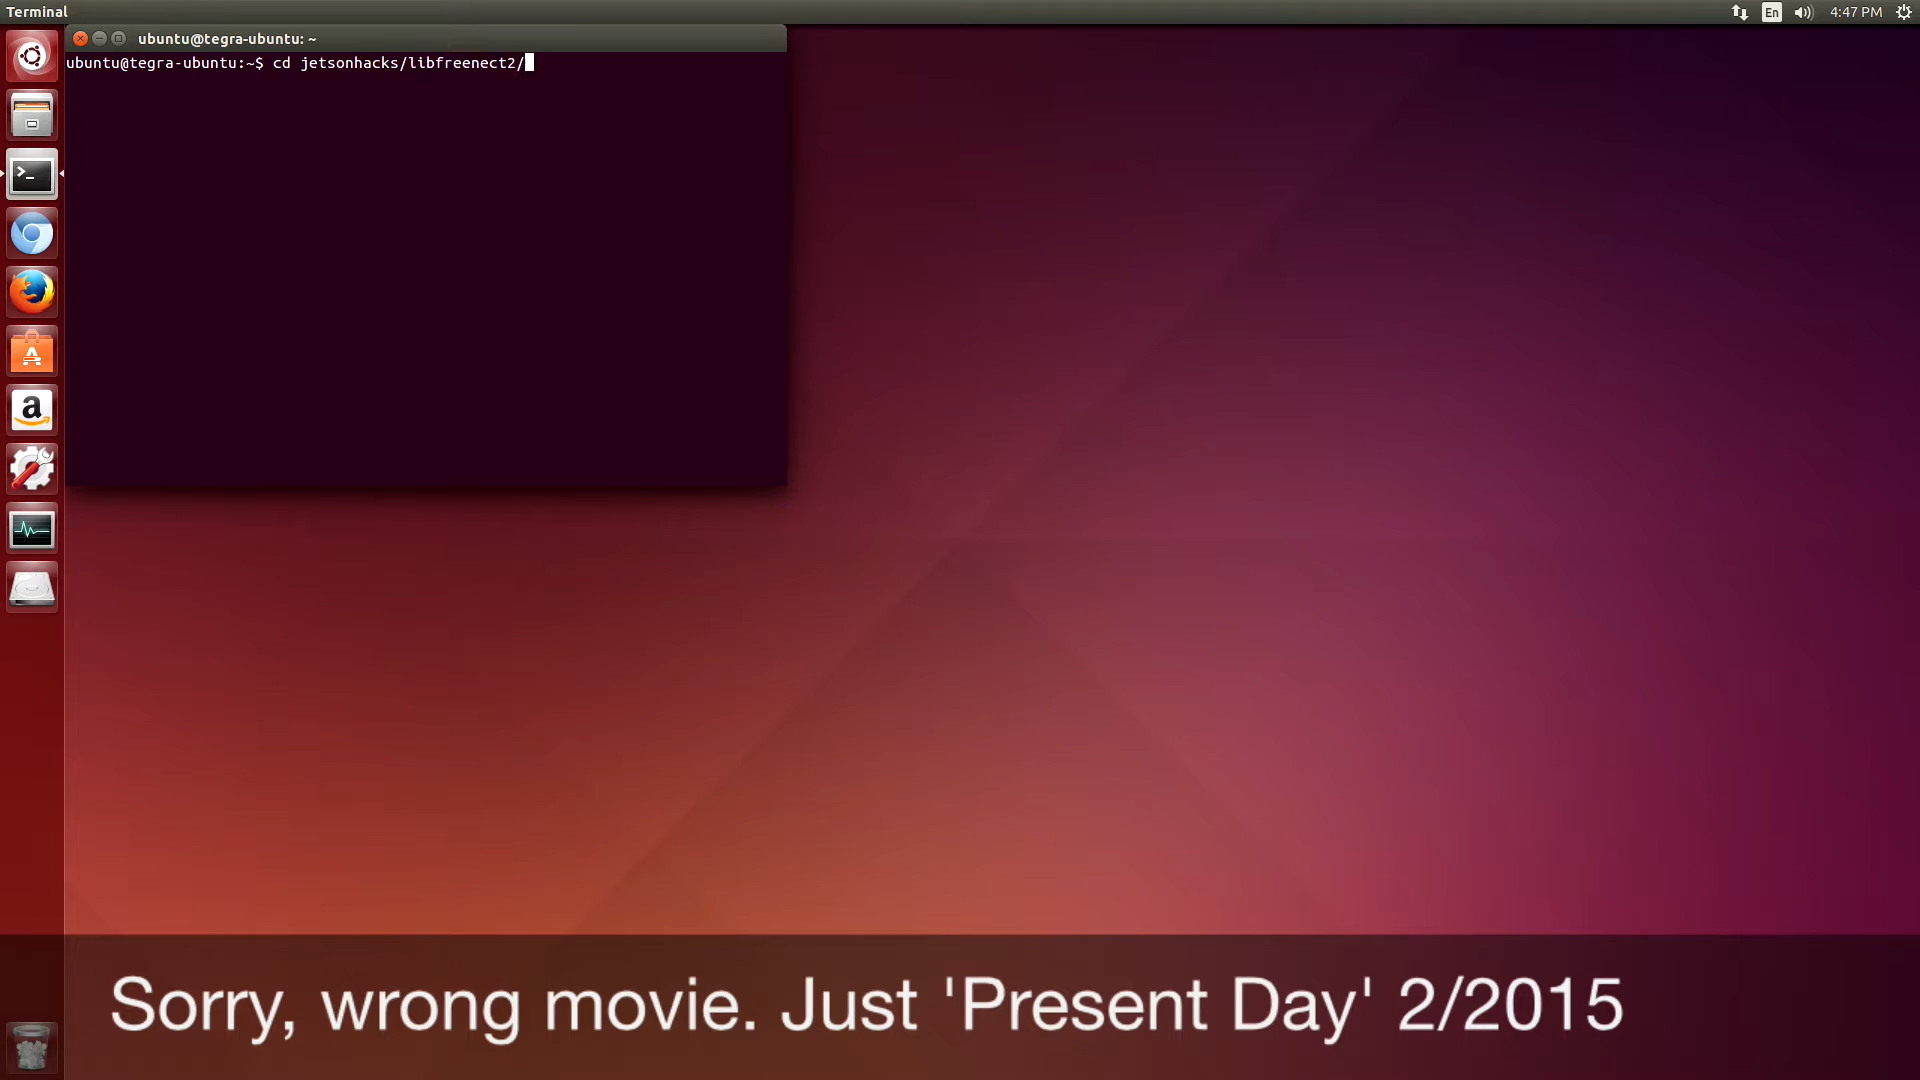 Terminal
En
4:47 PM
ubuntu@tegra-ubuntu: ~
ubuntu@tegra-ubuntu:~$ cd jetsonhacks/libfreenect2/
Sorry, wrong movie. Just 'Present Day' 2/2015